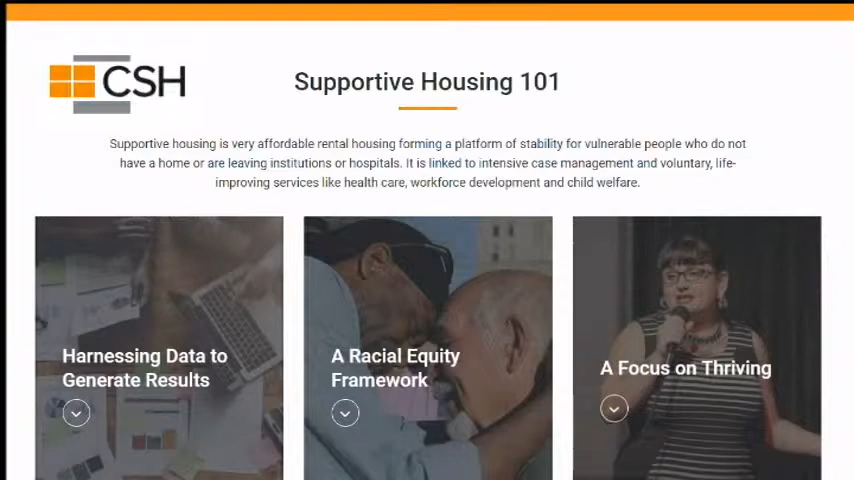 CSH
Supportive Housing 101
Supportive housing is very affordable rental housing forming a platform of stability for vulnerable people who do not
have a home or are leaving institutions or hospitals. It is linked to intensive case management and voluntary, life-
improving services like health care, workforce development and child welfare.
Harnessing Data to
Generate Results
A Racial Equity
Framework
A Focus on Thriving